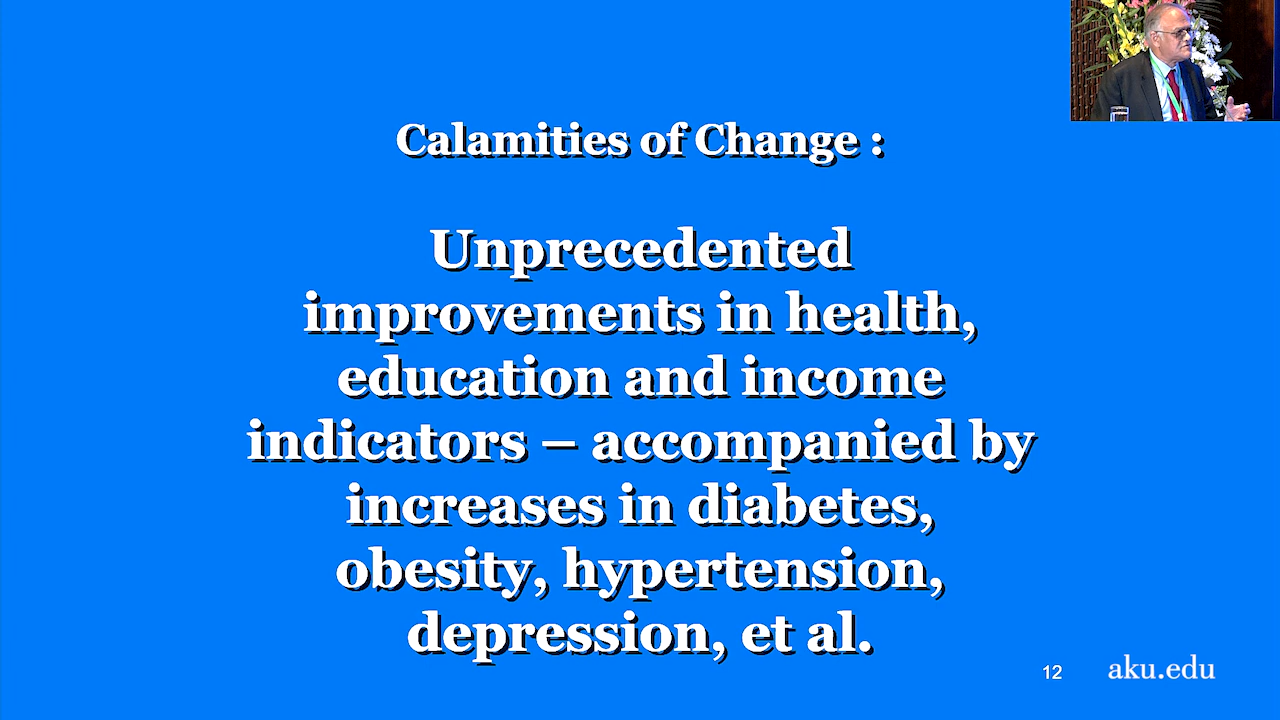 Calamities of Change :
Unprecedented
improvements in health,
education and income
indicators – accompanied by
increases in diabetes,
obesity, hypertension,
depression, et al.
12
aku.edu